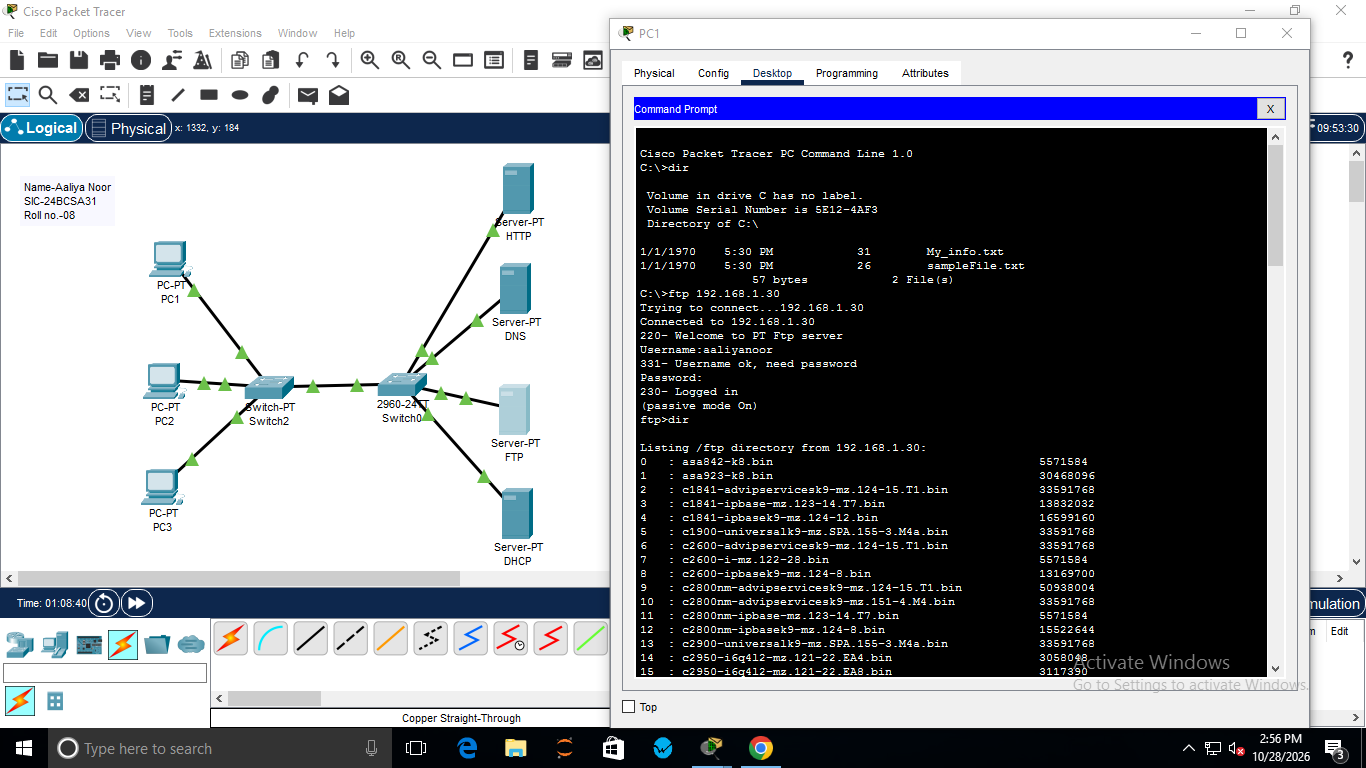 Cisco Packet Tracer
File Edit Options View Tools Extensions Window Help
?
Logical Physical x: 1332, y: 184
09:53:30
Name-Aaliya Noor
SIC-24BCSA31
Roll no.-08
PC-PT
PC1
PC-PT
PC2
PC-PT
PC3
Switch-PT
Switch2
2960-24TT
Switch0
Server-PT
HTTP
Server-PT
DNS
Server-PT
FTP
Server-PT
DHCP
Time: 01:08:40
mulation
Edit
Copper Straight-Through
PC1
Physical Config Desktop Programming Attributes
Command Prompt
X
Cisco Packet Tracer PC Command Line 1.0
C:\>dir
Volume in drive C has no label.
Volume Serial Number is 5E12-4AF3
Directory of C:\
1/1/1970 5:30 PM 31 My_info.txt
1/1/1970 5:30 PM 26 sampleFile.txt
57 bytes 2 File(s)
C:\>ftp 192.168.1.30
Trying to connect...192.168.1.30
Connected to 192.168.1.30
220- Welcome to PT Ftp server
Username:aaliyanoor
331- Username ok, need password
Password:
230- Logged in
(passive mode On)
ftp>dir
Listing /ftp directory from 192.168.1.30:
0 : asa842-k8.bin 5571584
1 : asa923-k8.bin 30468096
2 : c1841-advipservicesk9-mz.124-15.T1.bin 33591768
3 : c1841-ipbase-mz.123-14.T7.bin 13832032
4 : c1841-ipbasek9-mz.124-12.bin 16599160
5 : c1900-universalk9-mz.SPA.155-3.M4a.bin 33591768
6 : c2600-advipservicesk9-mz.124-15.T1.bin 33591768
7 : c2600-i-mz.122-28.bin 5571584
8 : c2600-ipbasek9-mz.124-8.bin 13169700
9 : c2800nm-advipservicesk9-mz.124-15.T1.bin 50938004
10 : c2800nm-advipservicesk9-mz.151-4.M4.bin 33591768
11 : c2800nm-ipbase-mz.123-14.T7.bin 5571584
12 : c2800nm-ipbasek9-mz.124-8.bin 15522644
13 : c2900-universalk9-mz.SPA.155-3.M4a.bin 33591768
14 : c2950-i6q4l2-mz.121-22.EA4.bin 3058048
15 : c2950-i6q4l2-mz.121-22.EA8.bin 3117390
Top
Activate Windows
Go to Settings to activate Windows.
Type here to search
2:56 PM
10/28/2026
3